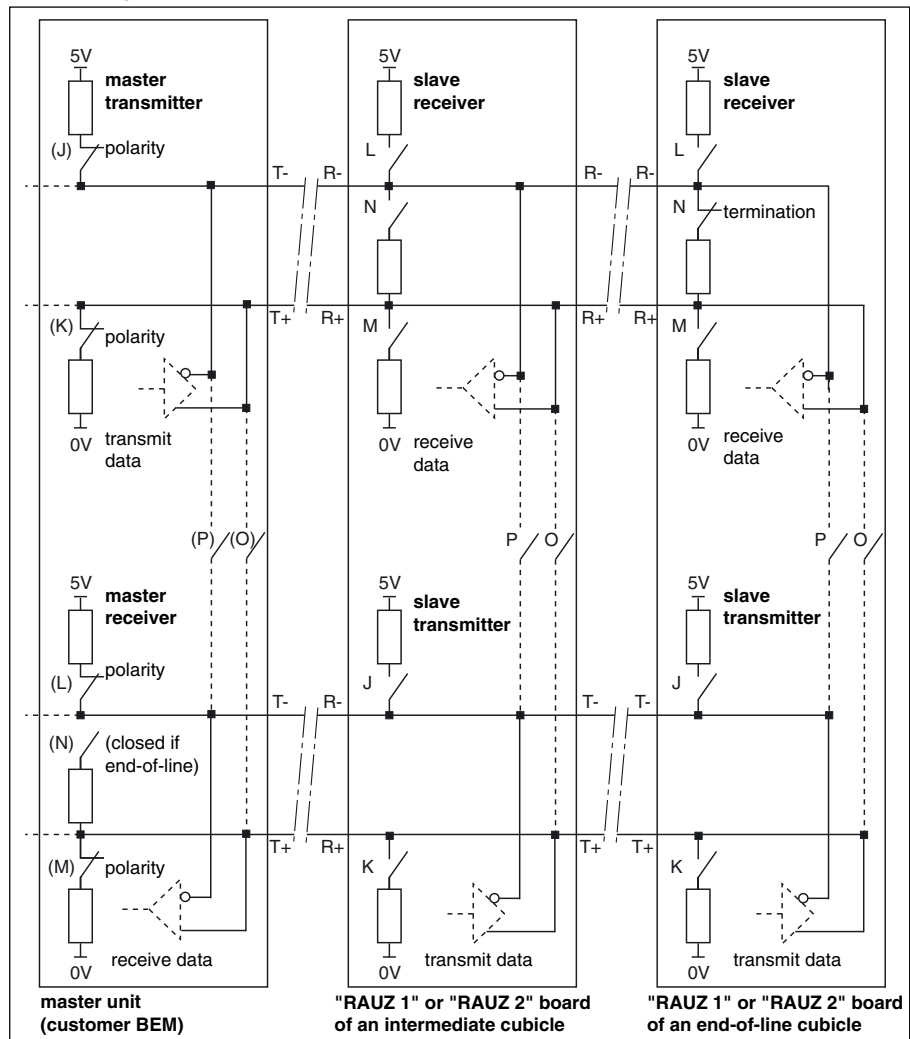 5V
master
transmitter
(J)
polarity
5V
slave
receiver
L
5V
slave
receiver
L
T-
R-
R-
R-
N
N
termination
(K)
polarity
T+
R+
M
R+
R+
M
0V
transmit
data
0V
receive
data
0V
receive
data
(P)
(O)
P
O
P
O
5V
master
receiver
(L)
polarity
5V
slave
transmitter
J
5V
slave
transmitter
J
T-
R-
T-
T-
(N)
(closed if
end-of-line)
(M)
polarity
T+
R+
K
T+
T+
K
0V
receive data
0V
transmit data
0V
transmit data
master unit
(customer BEM)
"RAUZ 1" or "RAUZ 2" board
of an intermediate cubicle
"RAUZ 1" or "RAUZ 2" board
of an end-of-line cubicle